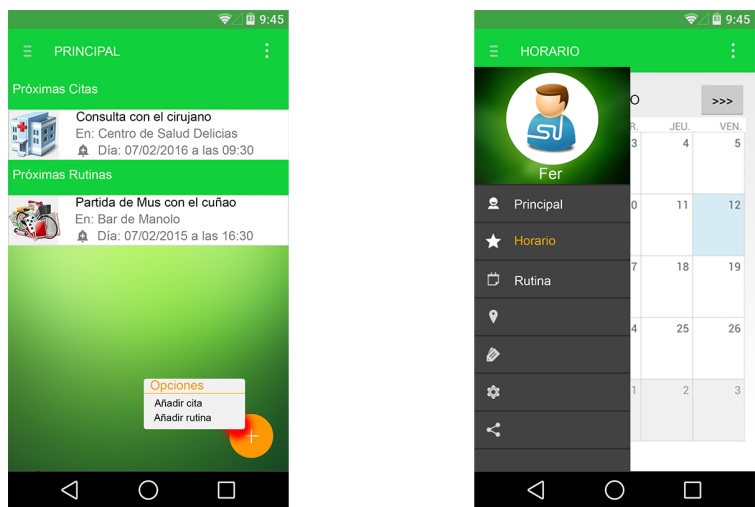 9:45
PRINCIPAL
Próximas Citas
Consulta con el cirujano
En: Centro de Salud Delicias
Día: 07/02/2016 a las 09:30
Próximas Rutinas
Partida de Mus con el cuñao
En: Bar de Manolo
Día: 07/02/2015 a las 16:30
Opciones
Añadir cita
Añadir rutina
+
9:45
HORARIO
Fer
Principal
Horario
Rutina
O >>>
R. JEU. VEN.
3 4 5
0 11 12
7 18 19
4 25 26
1 2 3